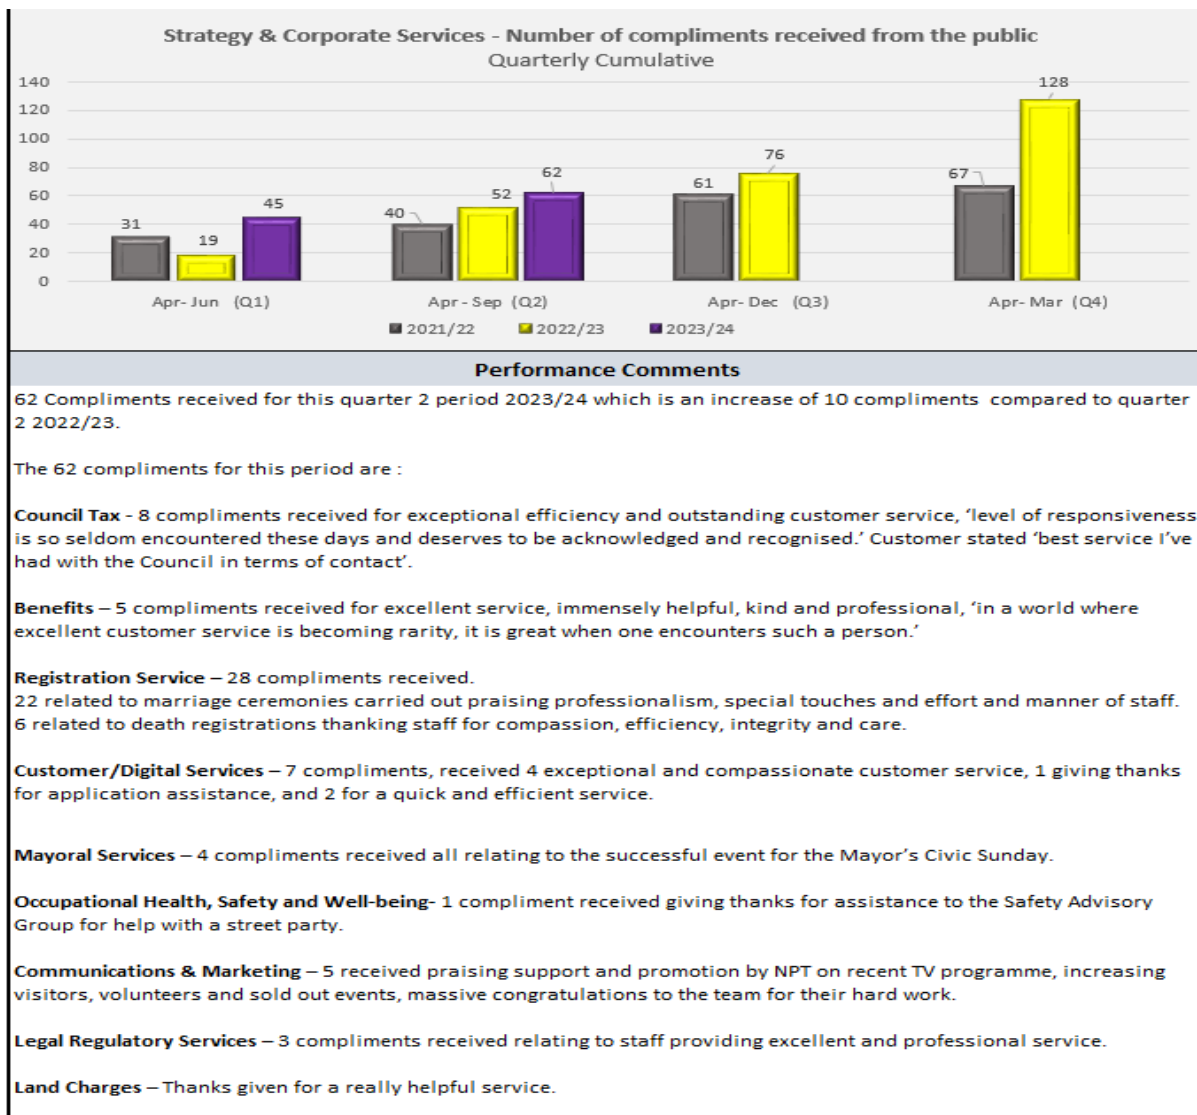 Strategy & Corporate Services - Number of compliments received from the public
Quarterly Cumulative
140
120
100
80
60
40
20
0
31
19
45
40
52
62
61
76
67
128
Apr- Jun (Q1)
Apr - Sep (Q2)
Apr- Dec (Q3)
Apr- Mar (Q4)
2021/22
2022/23
2023/24
Performance Comments
62 Compliments received for this quarter 2 period 2023/24 which is an increase of 10 compliments compared to quarter
2 2022/23.
The 62 compliments for this period are :
Council Tax - 8 compliments received for exceptional efficiency and outstanding customer service, ‘level of responsiveness
is so seldom encountered these days and deserves to be acknowledged and recognised.’ Customer stated ‘best service I’ve
had with the Council in terms of contact’.
Benefits – 5 compliments received for excellent service, immensely helpful, kind and professional, ‘in a world where
excellent customer service is becoming rarity, it is great when one encounters such a person.’
Registration Service – 28 compliments received.
22 related to marriage ceremonies carried out praising professionalism, special touches and effort and manner of staff.
6 related to death registrations thanking staff for compassion, efficiency, integrity and care.
Customer/Digital Services – 7 compliments, received 4 exceptional and compassionate customer service, 1 giving thanks
for application assistance, and 2 for a quick and efficient service.
Mayoral Services – 4 compliments received all relating to the successful event for the Mayor’s Civic Sunday.
Occupational Health, Safety and Well-being- 1 compliment received giving thanks for assistance to the Safety Advisory
Group for help with a street party.
Communications & Marketing – 5 received praising support and promotion by NPT on recent TV programme, increasing
visitors, volunteers and sold out events, massive congratulations to the team for their hard work.
Legal Regulatory Services – 3 compliments received relating to staff providing excellent and professional service.
Land Charges – Thanks given for a really helpful service.